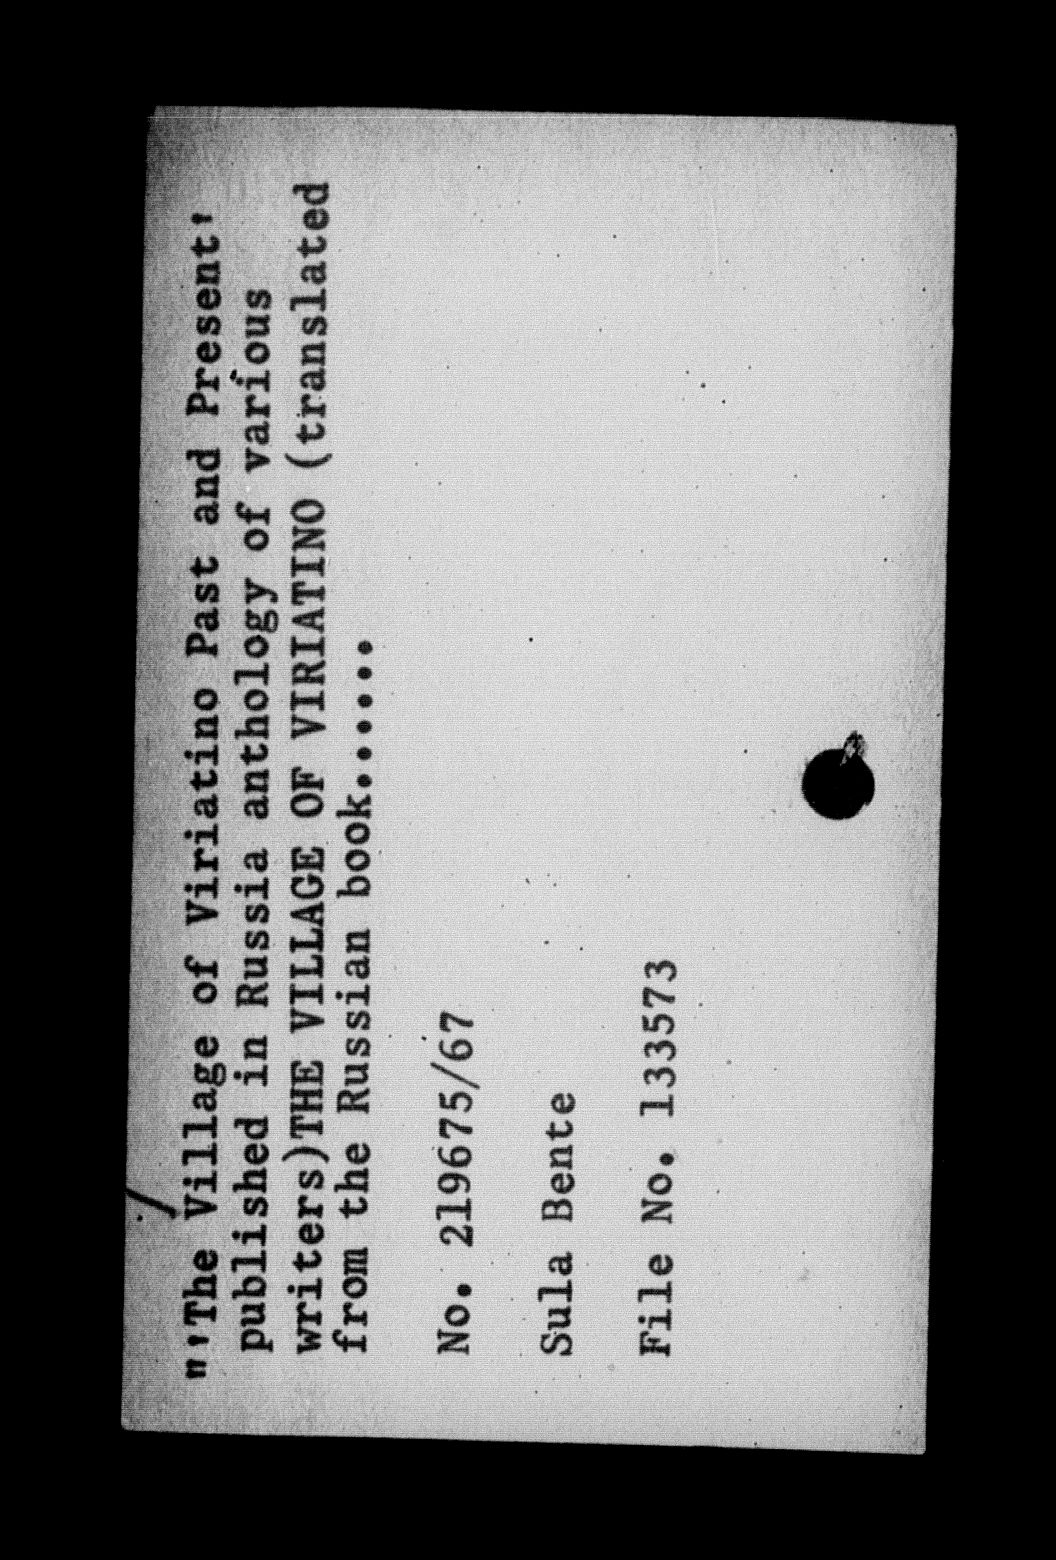 "'The Village of Viriatino Past and Present'
published in Russia anthology of various
writers)THE VILLAGE OF VIRIATINO (translated
from the Russian book.......
No. 219675/67
Sula Bente
File No. 133573